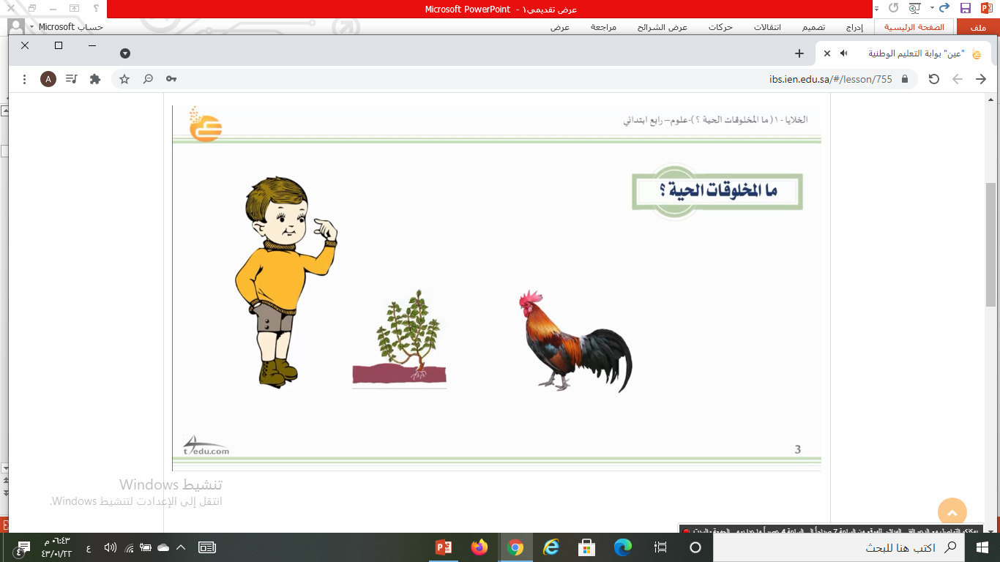 عرض تقديمي١ - Microsoft PowerPoint
ملف
الصفحة الرئيسية
إدراج
تصميم
انتقالات
حركات
عرض الشرائح
مراجعة
عرض
حساب Microsoft
"عين" بوابة التعليم الوطنية
ibs.ien.edu.sa/#/lesson/755
A
الخلايا - ١( ما المخلوقات الحية ؟ )-علوم– رابع ابتدائي
ما المخلوقات الحية ؟
t4edu.com
3
تنشيط Windows
انتقل إلى الإعدادت لتنشيط Windows.
اكتب هنا للبحث
ع
٠٦:٤٣ م
٤٣/٠١/٢٢
٤